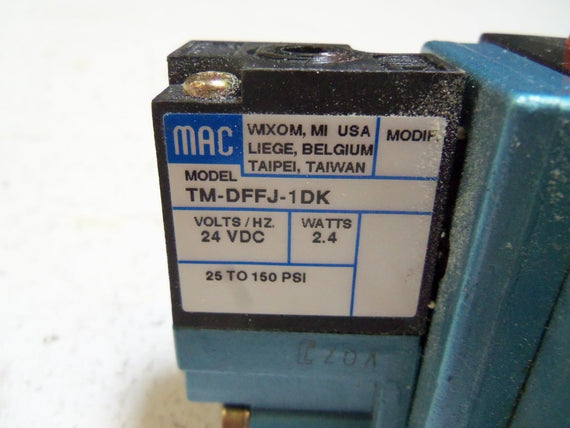 MAC
WIXOM, MI USA
LIEGE, BELGIUM
TAIPEI, TAIWAN
MODIF
MODEL
TM-DFFJ-1DK
VOLTS/HZ.
24 VDC
WATTS
2.4
25 TO 150 PSI